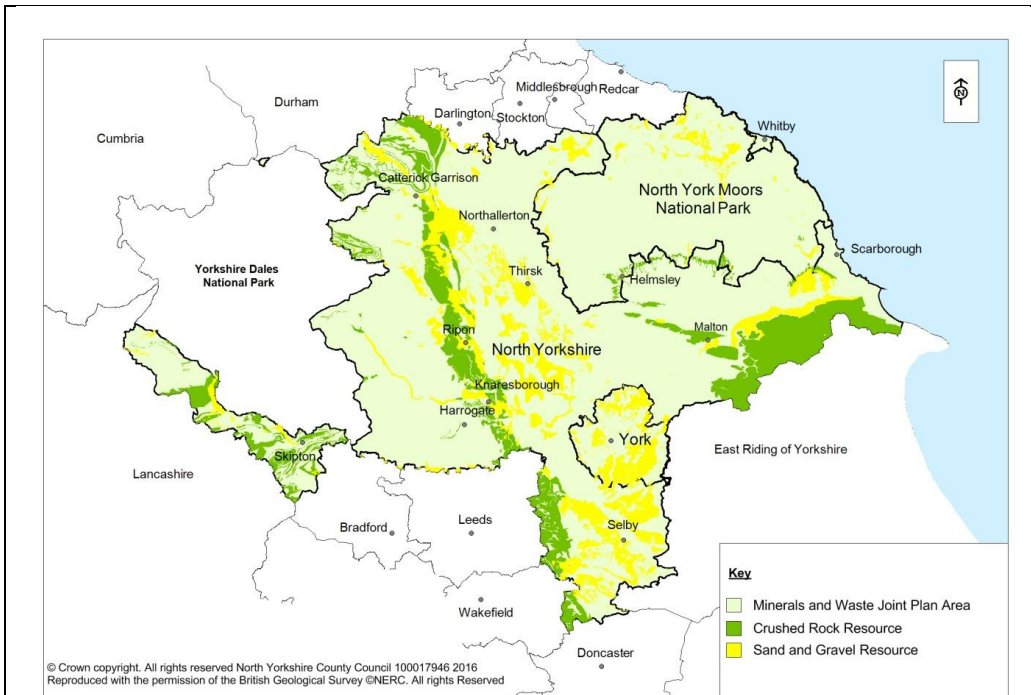 N
Middlesbrough
Redcar
Durham
Darlington
Stockton
Cumbria
Whitby
Catterick Garrison
North York Moors
National Park
Northallerton
Scarborough
Yorkshire Dales
National Park
Thirsk
Helmsley
Ripon
Malton
North Yorkshire
Knaresborough
Harrogate
York
East Riding of Yorkshire
Skipton
Lancashire
Bradford
Leeds
Selby
Wakefield
Doncaster
Key
Minerals and Waste Joint Plan Area
Crushed Rock Resource
Sand and Gravel Resource
© Crown copyright. All rights reserved North Yorkshire County Council 100017946 2016
Reproduced with the permission of the British Geological Survey ©NERC. All rights Reserved